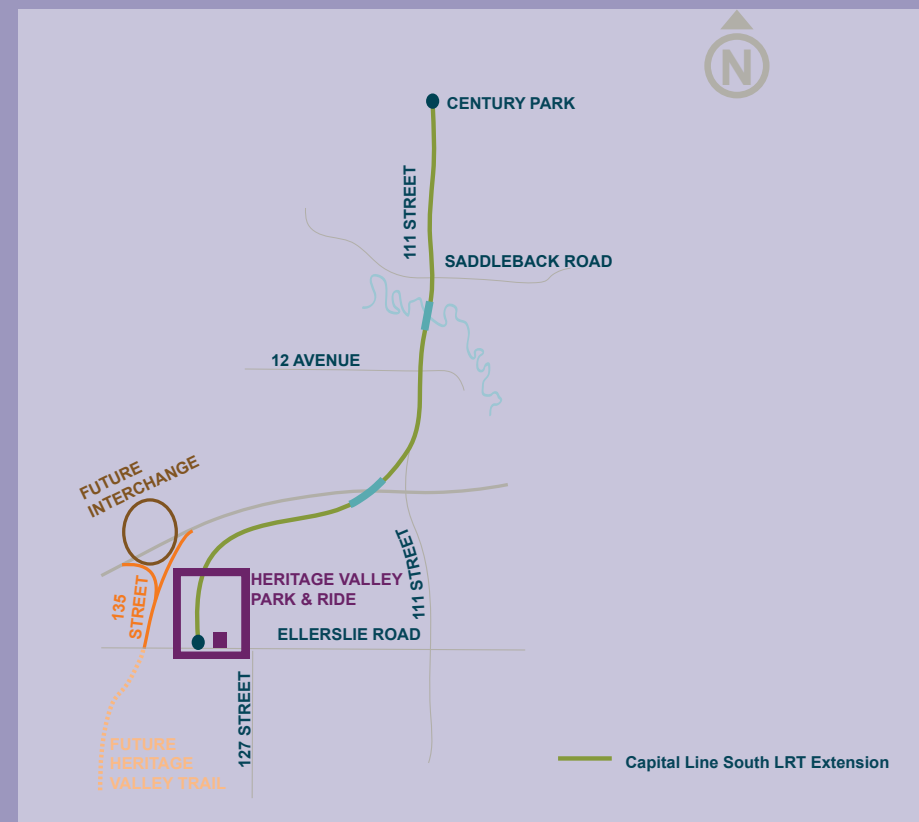 N
CENTURY PARK
111 STREET
SADDLEBACK ROAD
12 AVENUE
FUTURE
INTERCHANGE
111 STREET
HERITAGE VALLEY
PARK & RIDE
135
STREET
ELLERSLIE ROAD
127 STREET
FUTURE
HERITAGE
VALLEY TRAIL
Capital Line South LRT Extension